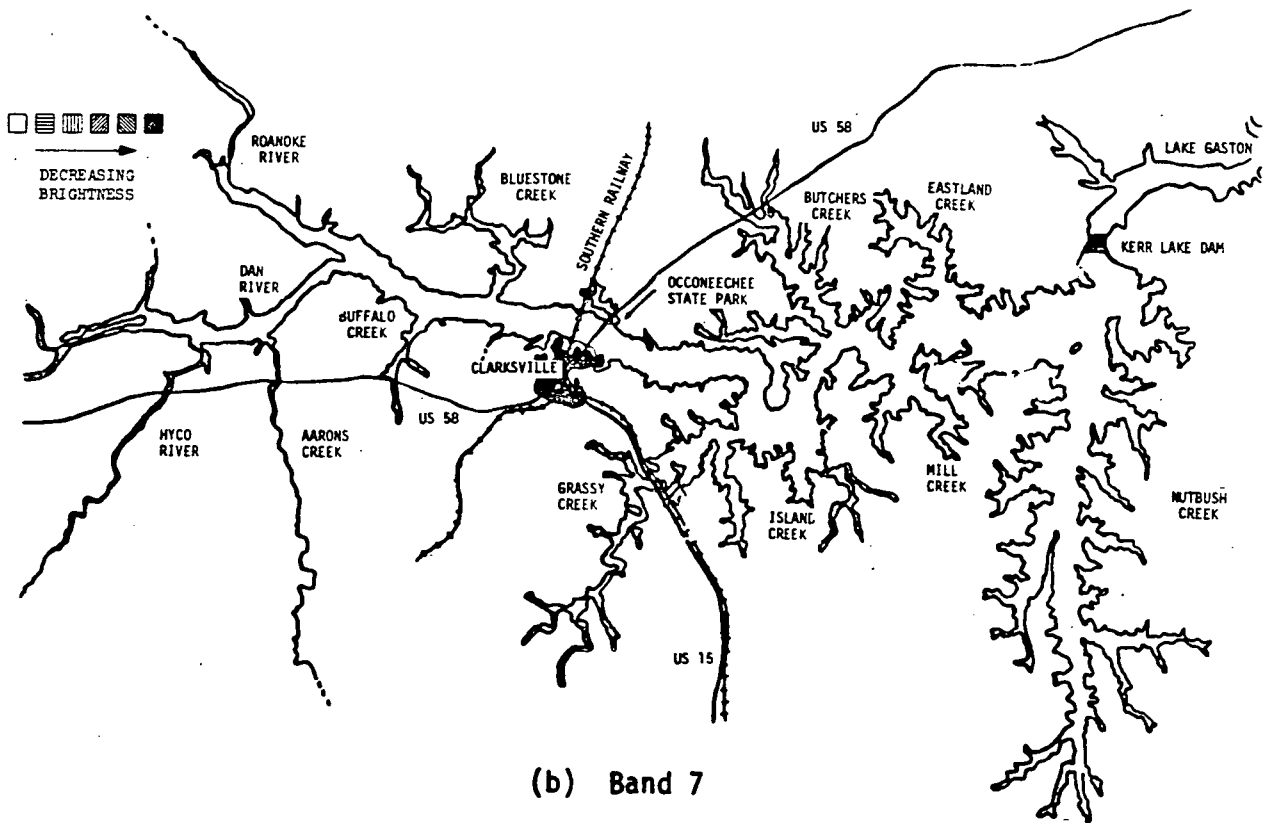 US 58
ROANOKE
RIVER
LAKE GASTON
DECREASING
BRIGHTNESS
BLUESTONE
CREEK
SOUTHERN RAILWAY
BUTCHERS
CREEK
EASTLAND
CREEK
KERR LAKE DAM
DAN
RIVER
OCCONEECHEE
STATE PARK
BUFFALO
CREEK
CLARKSVILLE
US 58
HYCO
RIVER
AARONS
CREEK
GRASSY
CREEK
ISLAND
CREEK
MILL
CREEK
NUTBUSH
CREEK
US 15
(b) Band 7